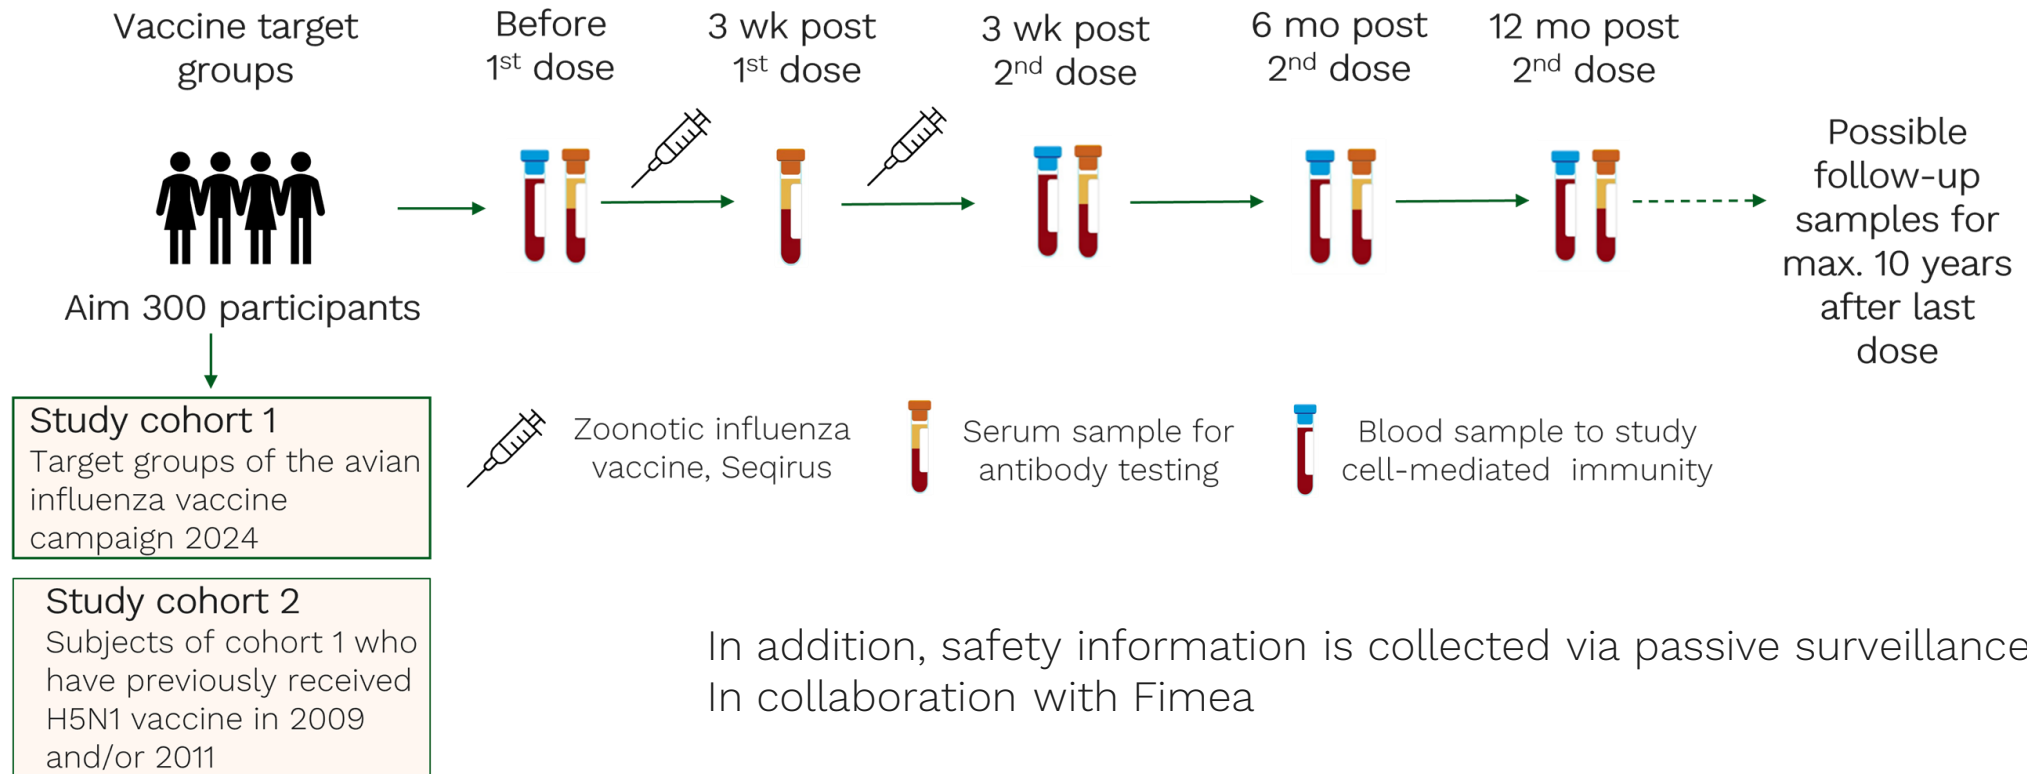 Vaccine target
groups
Before
1st dose
3 wk post
1st dose
3 wk post
2nd dose
6 mo post
2nd dose
12 mo post
2nd dose
Possible
follow-up
samples for
max. 10 years
after last
dose
Aim 300 participants
Study cohort 1
Target groups of the avian
influenza vaccine
campaign 2024
Zoonotic influenza
vaccine, Seqirus
Serum sample for
antibody testing
Blood sample to study
cell-mediated immunity
Study cohort 2
Subjects of cohort 1 who
have previously received
H5N1 vaccine in 2009
and/or 2011
In addition, safety information is collected via passive surveillance
In collaboration with Fimea